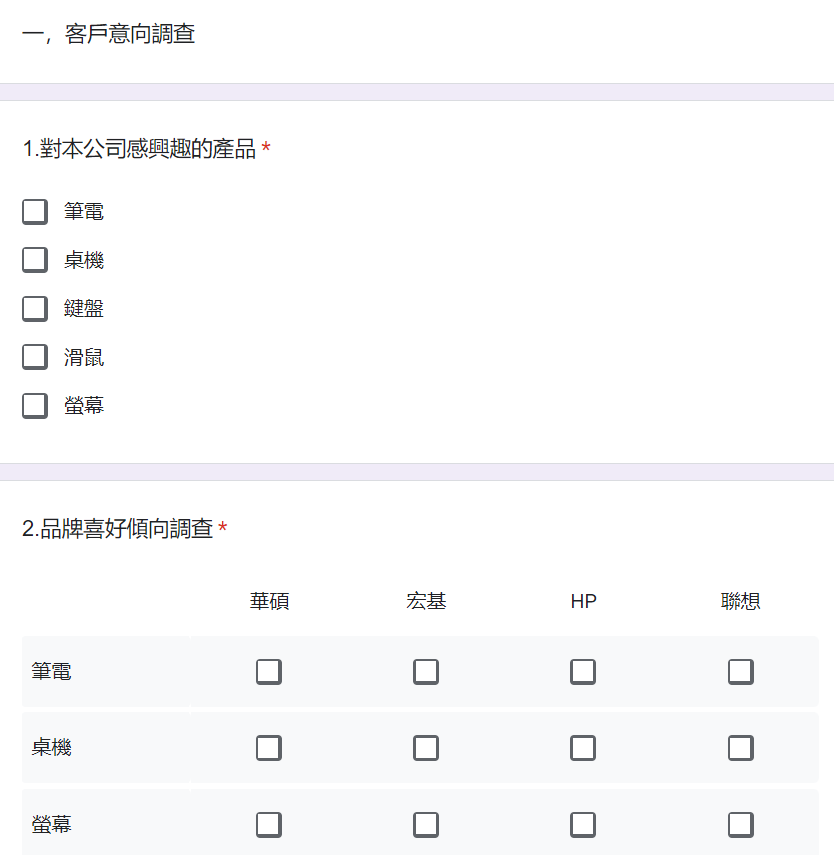 一，客戶意向調查
1.對本公司感興趣的產品 *
筆電
桌機
鍵盤
滑鼠
螢幕
2.品牌喜好傾向調查 *
華碩 宏基 HP 聯想
筆電
桌機
螢幕